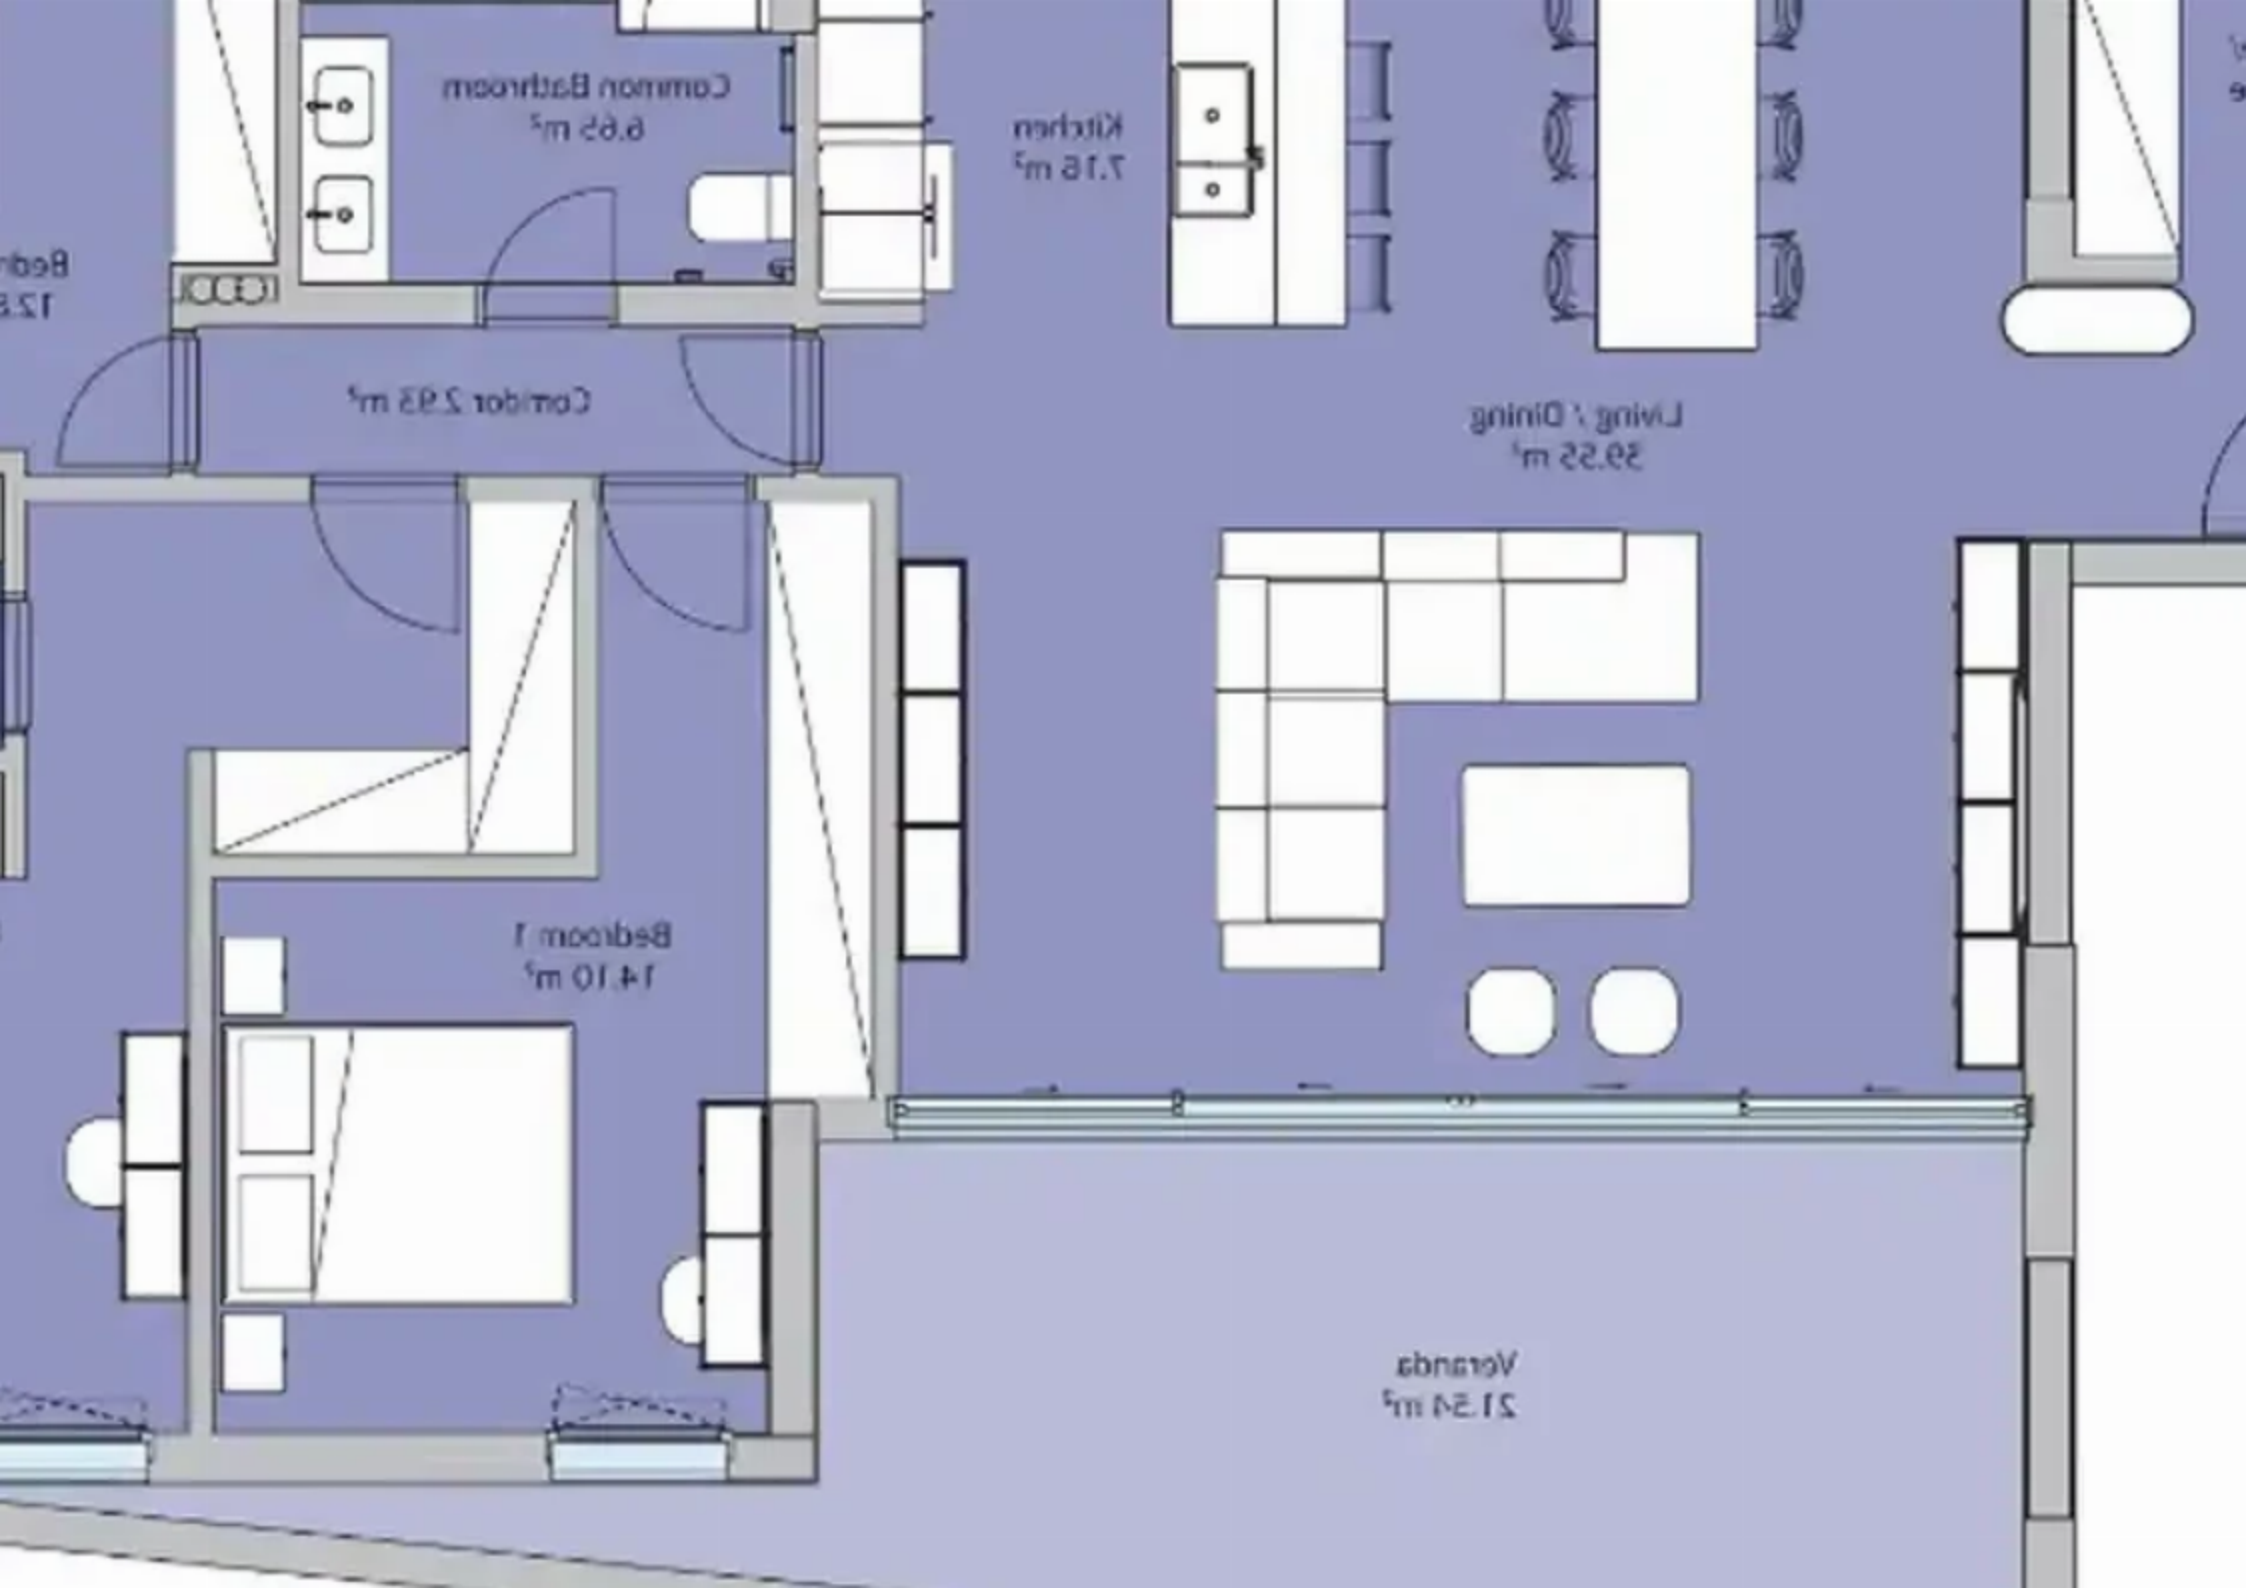 Common Bathroom
6.65 m²
Kitchen
7.16 m²
Corridor 2.93 m²
Living / Dining
39.55 m²
Bedroom 1
14.10 m²
Veranda
21.54 m²